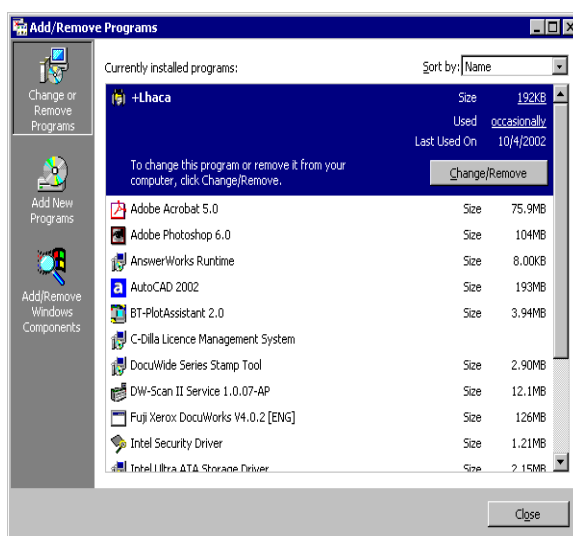 Add/Remove Programs
Change or
Remove
Programs
Add New
Programs
Add/Remove
Windows
Components
Currently installed programs:
Sort by: Name
+Lhaca
Size 192KB
Used occasionally
Last Used On 10/4/2002
To change this program or remove it from your
computer, click Change/Remove.
Change/Remove
Adobe Acrobat 5.0 Size 75.9MB
Adobe Photoshop 6.0 Size 104MB
AnswerWorks Runtime Size 8.00KB
AutoCAD 2002 Size 193MB
BT-PlotAssistant 2.0 Size 3.94MB
C-Dilla Licence Management System
DocuWide Series Stamp Tool Size 2.90MB
DW-Scan II Service 1.0.07-AP Size 12.1MB
Fuji Xerox DocuWorks V4.0.2 [ENG] Size 126MB
Intel Security Driver Size 1.21MB
Intel Ultra ATA Storage Driver Size 2.15MB
Close